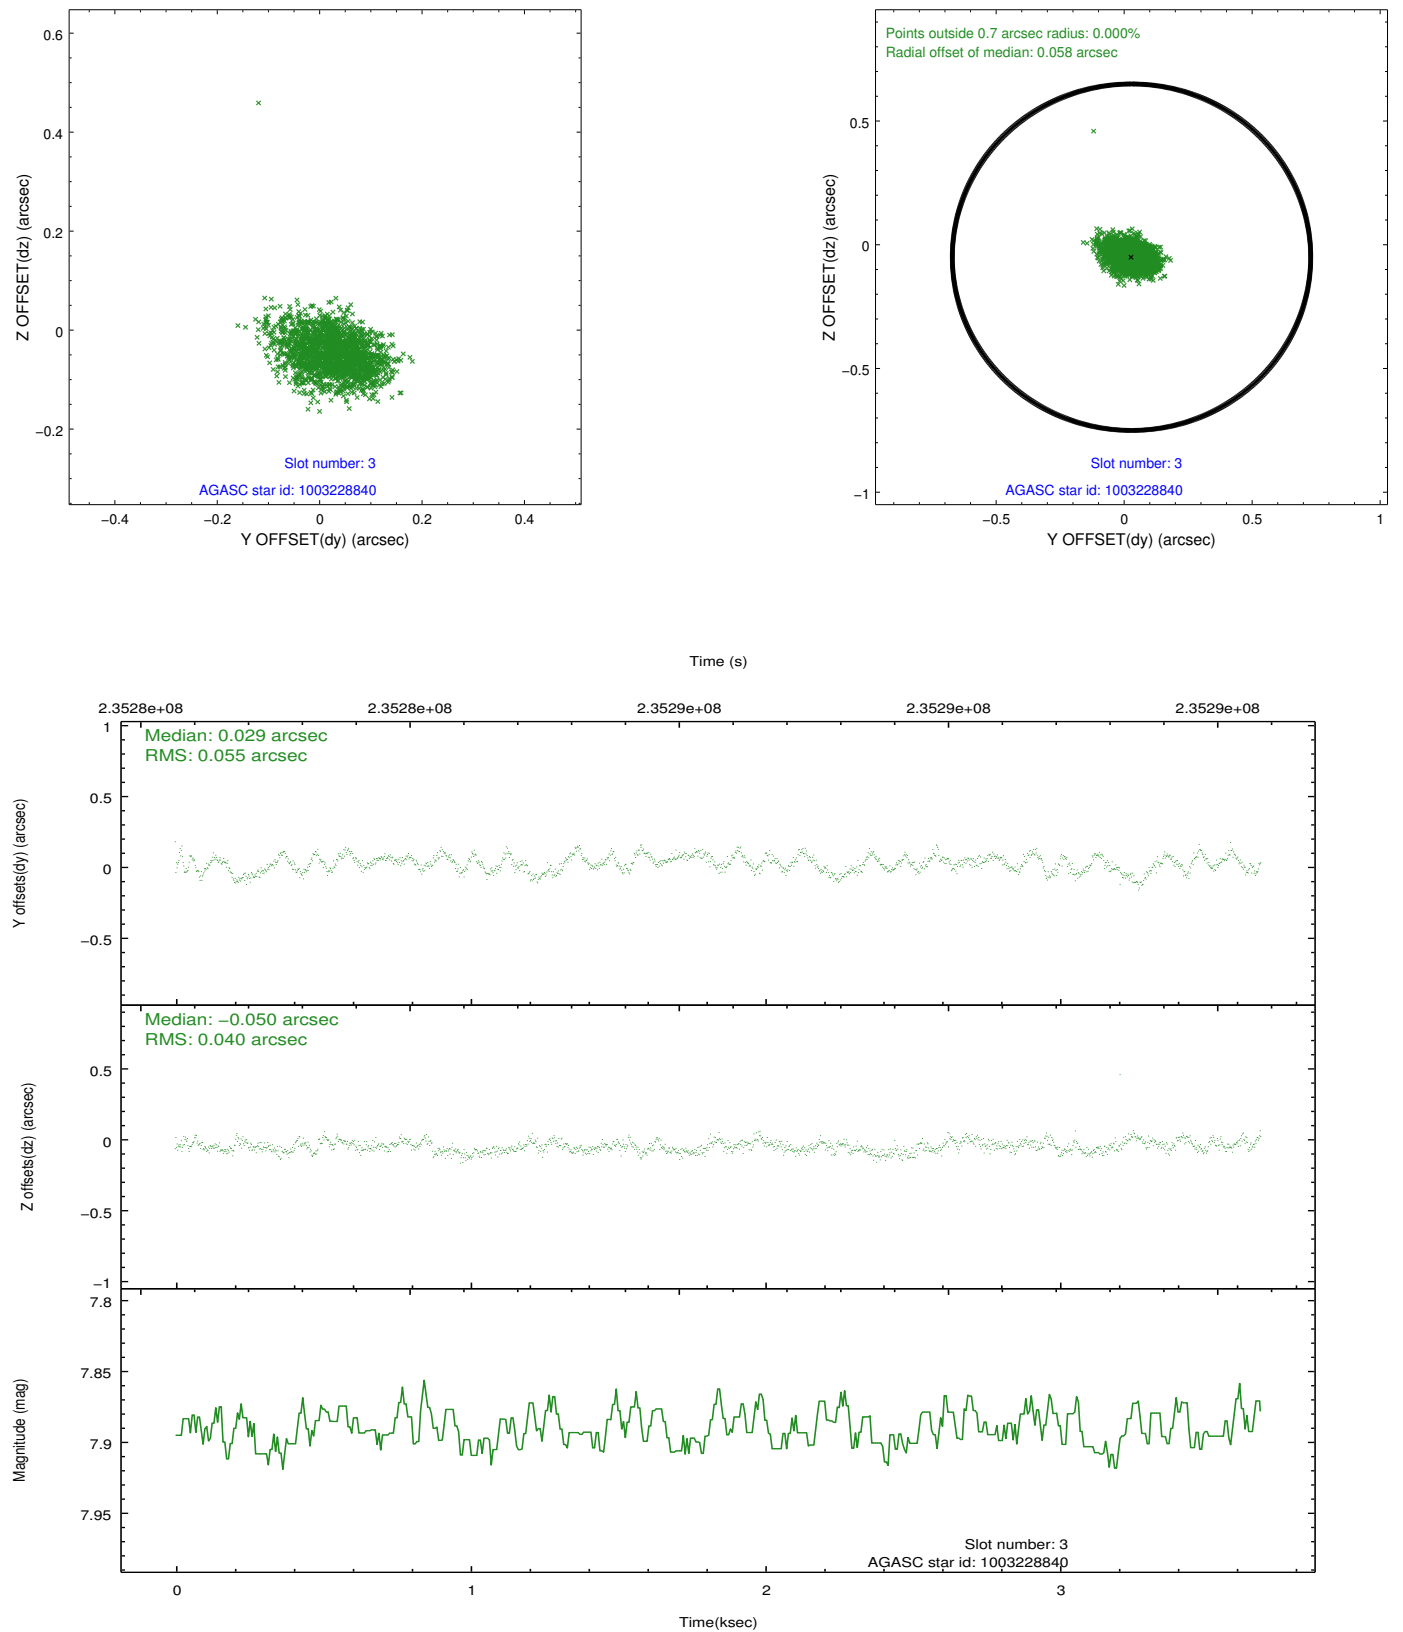 0.6
0.4
0.2
0
−0.2
Z OFFSET(dz) (arcsec)
Slot number: 3
AGASC star id: 1003228840
−0.4 −0.2 0 0.2 0.4
Y OFFSET(dy) (arcsec)
Points outside 0.7 arcsec radius: 0.000%
Radial offset of median: 0.058 arcsec
0.5
0
−0.5
−1
Z OFFSET(dz) (arcsec)
Slot number: 3
AGASC star id: 1003228840
−0.5 0 0.5 1
Y OFFSET(dy) (arcsec)
Time (s)
2.3528e+08 2.3528e+08 2.3529e+08 2.3529e+08 2.3529e+08
Median: 0.029 arcsec
RMS: 0.055 arcsec
1
0.5
0
−0.5
Y offsets(dy) (arcsec)
Median: −0.050 arcsec
RMS: 0.040 arcsec
0.5
0
−0.5
−1
Z offsets(dz) (arcsec)
7.8
7.85
7.9
7.95
Magnitude (mag)
Slot number: 3
AGASC star id: 1003228840
0 1 2 3
Time(ksec)